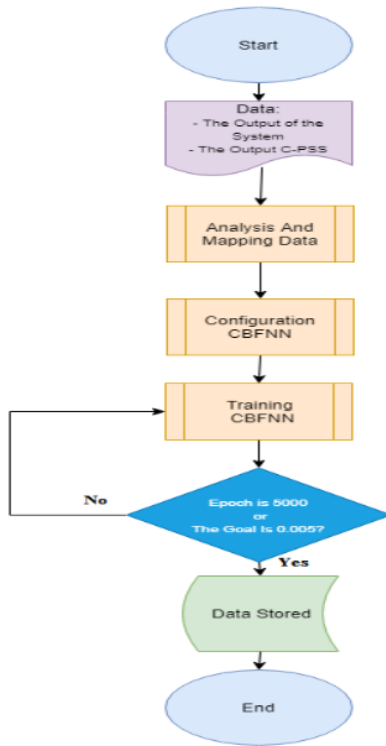 Start
Data:
- The Output of the
System
- The Output C-PSS
Analysis And
Mapping Data
Configuration
CBFNN
Training
CBFNN
No
Epoch is 5000
or
The Goal Is 0.005?
Yes
Data Stored
End